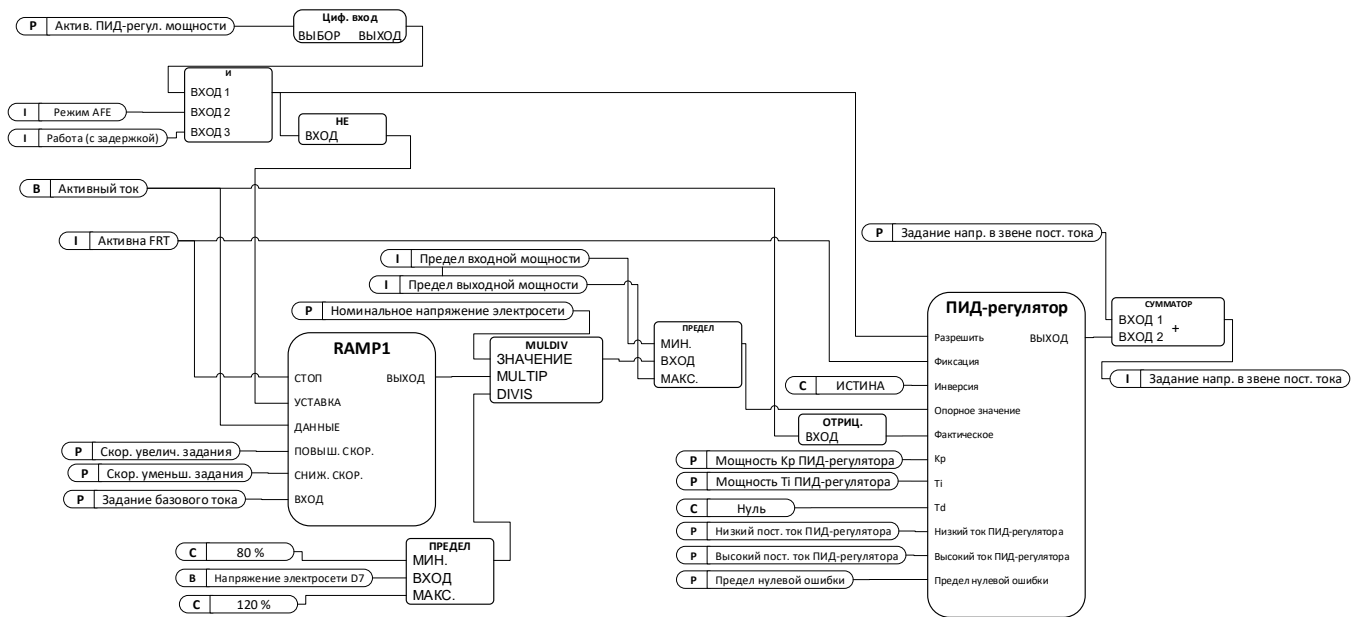 Циф. вход
P Актив. ПИД-регул. мощности
ВЫБОР ВЫХОД
И
ВХОД 1
I Режим AFE
ВХОД 2
I Работа (с задержкой)
ВХОД 3
НЕ
ВХОД
B Активный ток
I Активна FRT
P Задание напр. в звене пост. тока
I Предел входной мощности
I Предел выходной мощности
P Номинальное напряжение электросети
RAMP1
СТОП ВЫХОД
УСТАВКА
ДАННЫЕ
P Скор. увелич. задания
ПОВЫШ. СКОР.
P Скор. уменьш. задания
СНИЖ. СКОР.
P Задание базового тока
ВХОД
MULDIV
ЗНАЧЕНИЕ
MULTIP
DIVIS
ПРЕДЕЛ
МИН.
ВХОД
МАКС.
C 80 %
B Напряжение электросети D7
C 120 %
ПРЕДЕЛ
МИН.
ВХОД
МАКС.
ПИД-регулятор
Разрешить ВЫХОД
Фиксация
C ИСТИНА
Инверсия
Опорное значение
ОТРИЦ.
ВХОД
Фактическое
P Мощность Kp ПИД-регулятора
Kp
P Мощность Ti ПИД-регулятора
Ti
C Нуль
Td
P Низкий пост. ток ПИД-регулятора
Низкий ток ПИД-регулятора
P Высокий пост. ток ПИД-регулятора
Высокий ток ПИД-регулятора
P Предел нулевой ошибки
Предел нулевой ошибки
СУММАТОР
ВХОД 1
ВХОД 2
+
I Задание напр. в звене пост. тока